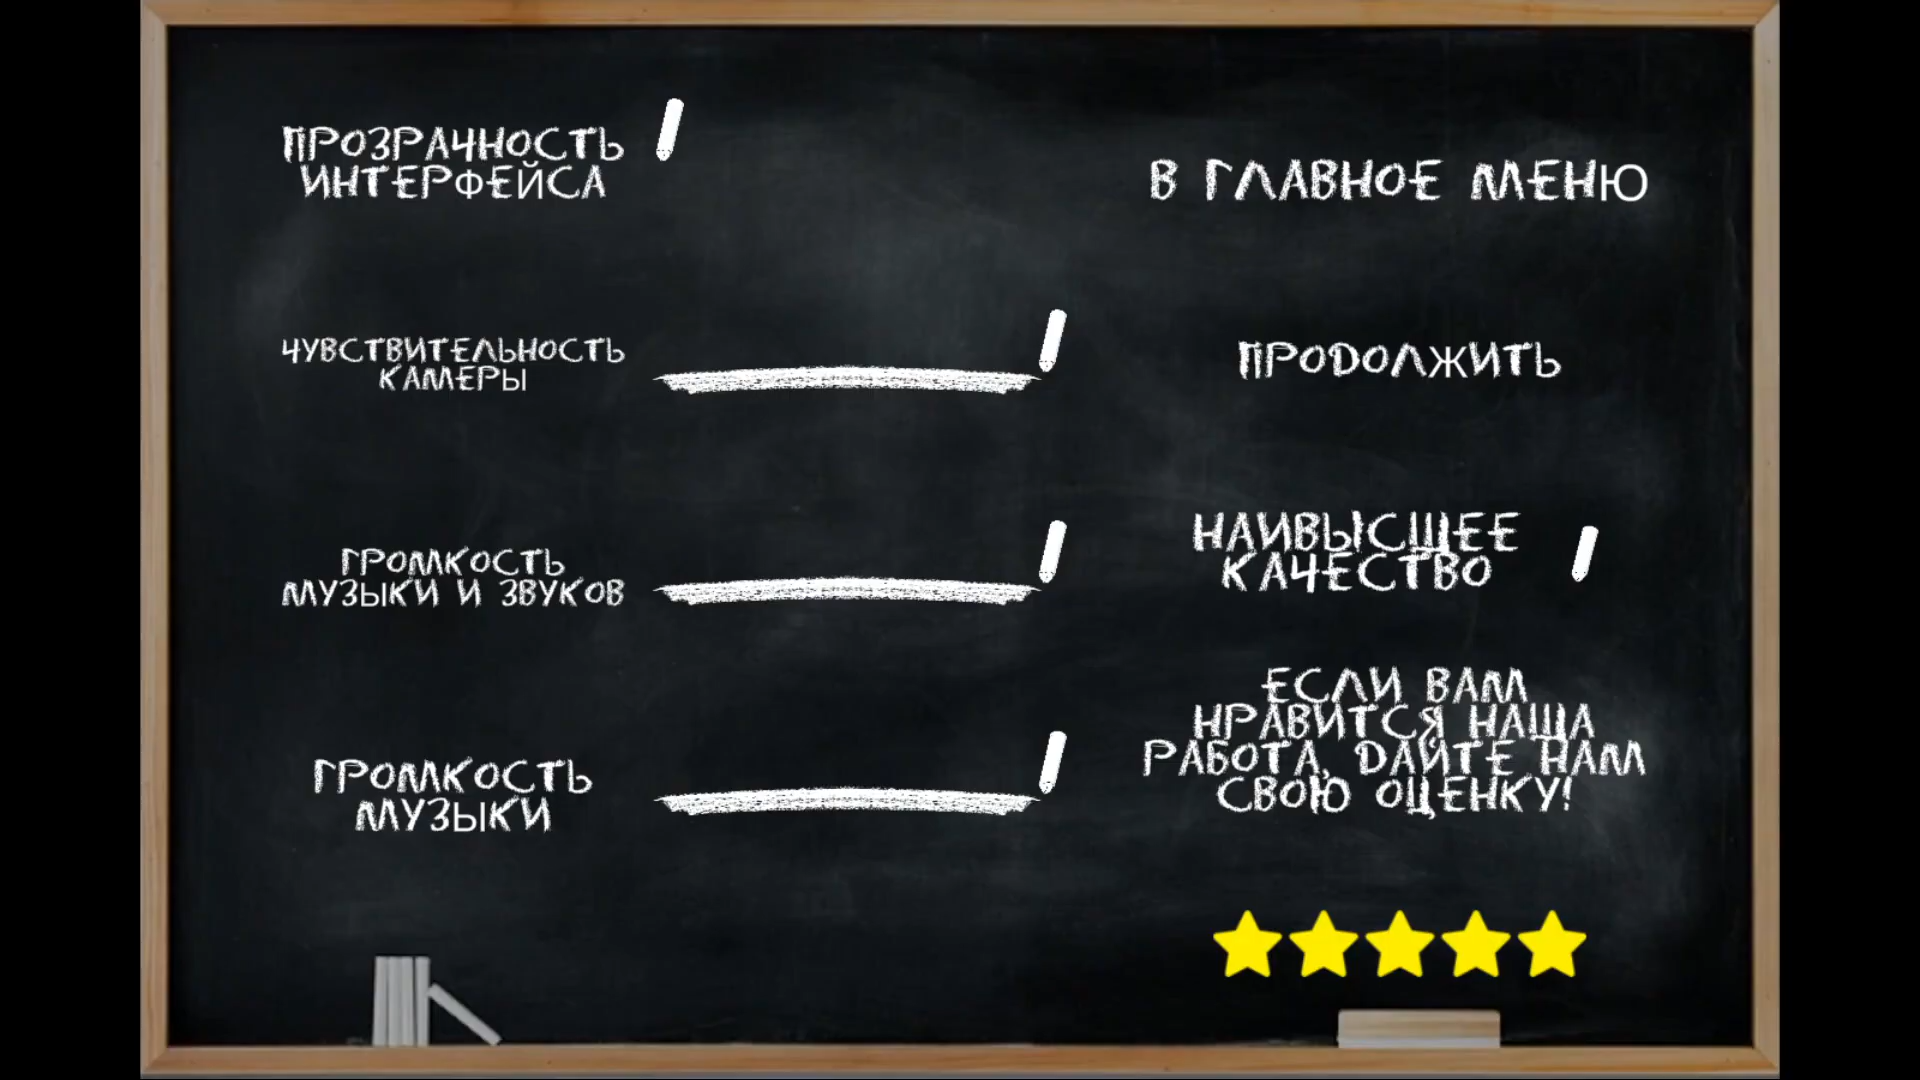 ПРОЗРАЧНОСТЬ
ИНТЕРФЕЙСА
В ГЛАВНОЕ МЕНЮ
ЧУВСТВИТЕЛЬНОСТЬ
КАМЕРЫ
ПРОДОЛЖИТЬ
ГРОМКОСТЬ
МУЗЫКИ И ЗВУКОВ
НАИВЫСШЕЕ
КАЧЕСТВО
ГРОМКОСТЬ
МУЗЫКИ
ЕСЛИ ВАМ
НРАВИТСЯ НАША
РАБОТА, ДАЙТЕ НАМ
СВОЮ ОЦЕНКУ!